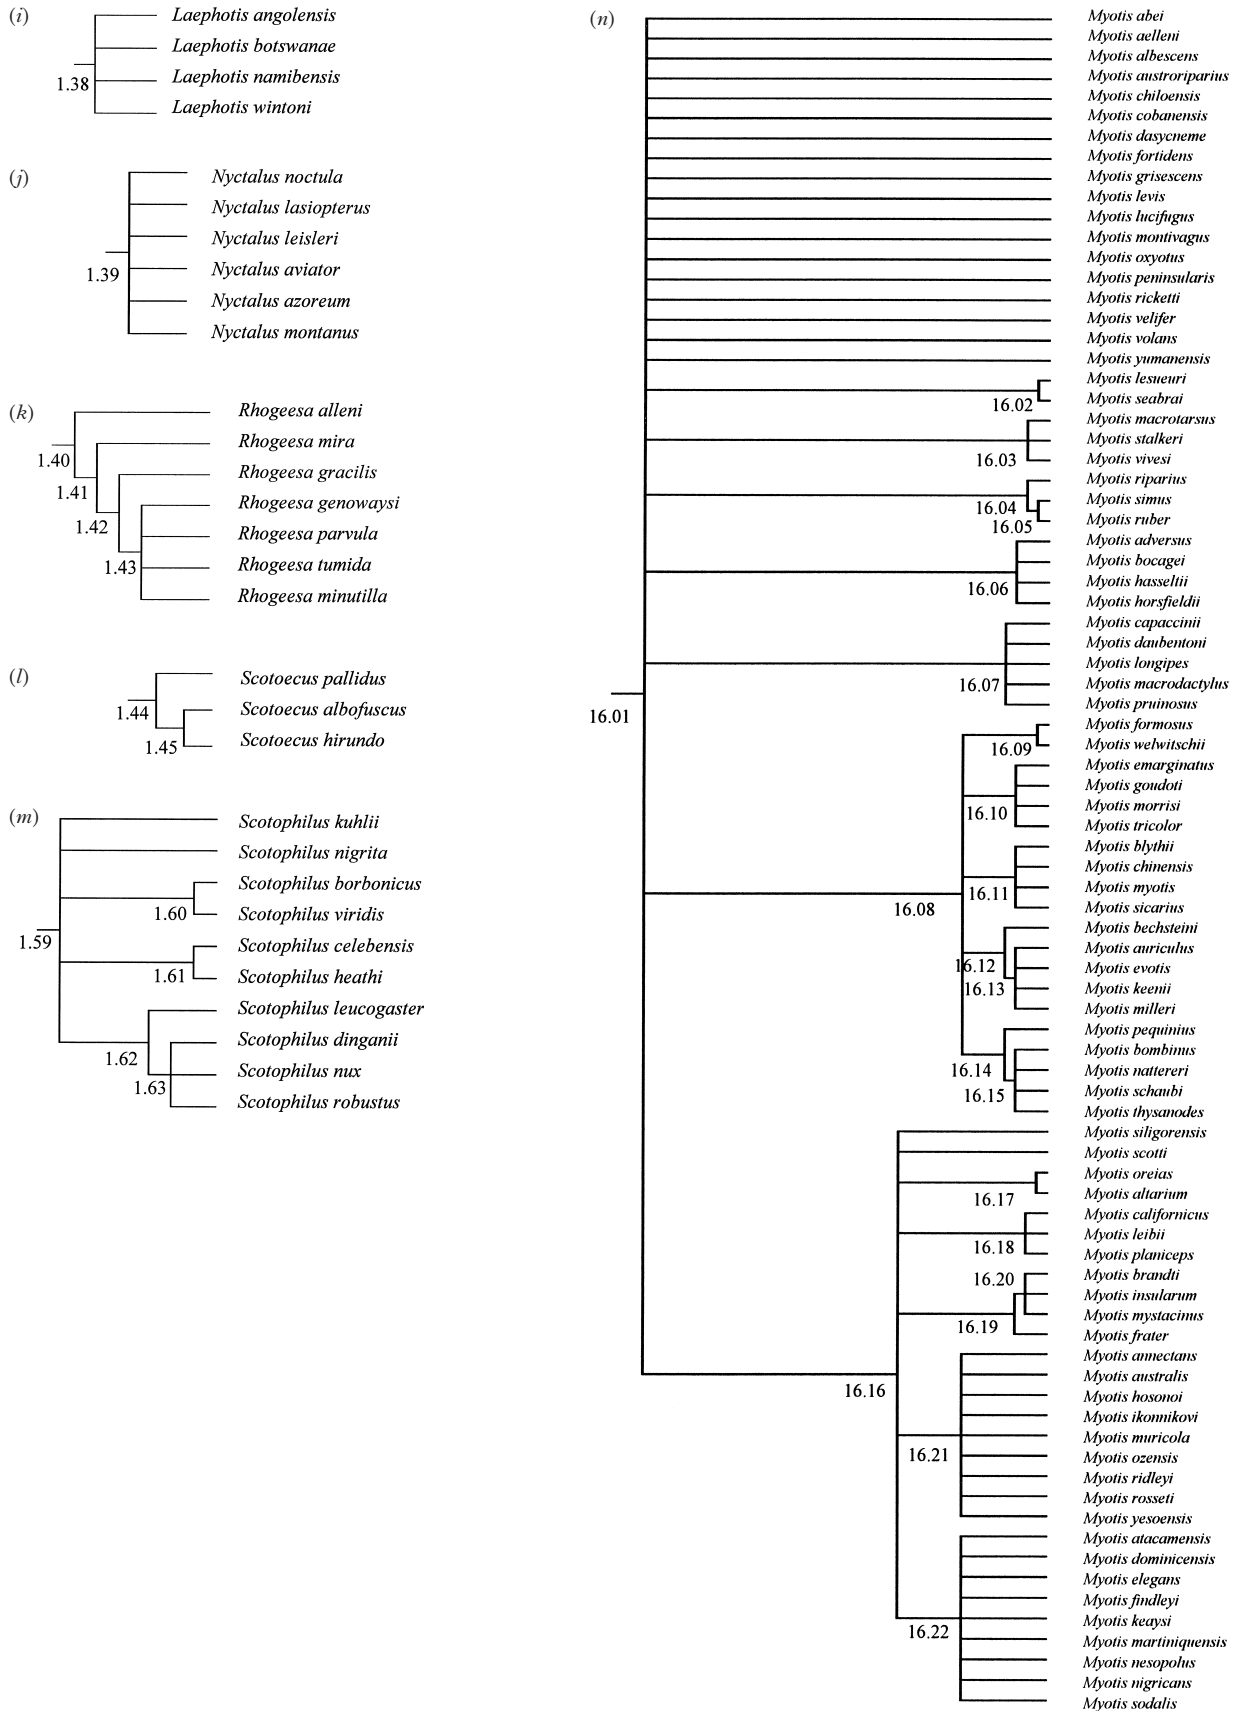 (i)
Laephotis angolensis
Laephotis botswanae
Laephotis namibensis
1.38
Laephotis wintoni
(j)
Nyctalus noctula
Nyctalus lasiopterus
Nyctalus leisleri
Nyctalus aviator
1.39
Nyctalus azoreum
Nyctalus montanus
(k)
Rhogeesa alleni
Rhogeesa mira
1.40
Rhogeesa gracilis
1.41
Rhogeesa genowaysi
1.42
Rhogeesa parvula
Rhogeesa tumida
1.43
Rhogeesa minutilla
(l)
Scotoecus pallidus
1.44
Scotoecus albofuscus
Scotoecus hirundo
1.45
(m)
Scotophilus kuhlii
Scotophilus nigrita
Scotophilus borbonicus
1.60
Scotophilus viridis
1.59
Scotophilus celebensis
1.61
Scotophilus heathi
Scotophilus leucogaster
Scotophilus dinganii
1.62
Scotophilus nux
1.63
Scotophilus robustus
(n)
Myotis abei
Myotis aelleni
Myotis albescens
Myotis austroriparius
Myotis chiloensis
Myotis cobanensis
Myotis dasycneme
Myotis fortidens
Myotis grisescens
Myotis levis
Myotis lucifugus
Myotis montivagus
Myotis oxyotus
Myotis peninsularis
Myotis ricketti
Myotis velifer
Myotis volans
Myotis yumanensis
Myotis lesueuri
16.02
Myotis seabrai
Myotis macrotarsus
Myotis stalkeri
16.03
Myotis vivesi
Myotis riparius
16.04
Myotis simus
16.05
Myotis ruber
Myotis adversus
Myotis bocagei
16.06
Myotis hasseltii
Myotis horsfieldii
Myotis capaccinii
Myotis daubentoni
Myotis longipes
16.07
Myotis macrodactylus
Myotis pruinosus
16.01
Myotis formosus
16.09
Myotis welwitschii
Myotis emarginatus
Myotis goudoti
16.10
Myotis morrisi
Myotis tricolor
Myotis blythii
Myotis chinensis
16.11
Myotis myotis
16.08
Myotis sicarius
Myotis bechsteini
Myotis auriculus
16.12
Myotis evotis
16.13
Myotis keenii
Myotis milleri
Myotis pequinius
Myotis bombinus
16.14
Myotis nattereri
16.15
Myotis schaubi
Myotis thysanodes
Myotis siligorensis
Myotis scotti
Myotis oreias
16.17
Myotis altarium
Myotis californicus
Myotis leibii
16.18
Myotis planiceps
16.20
Myotis brandti
Myotis insularum
Myotis mystacinus
16.19
Myotis frater
Myotis annectans
Myotis australis
16.16
Myotis hosonoi
Myotis ikonnikovi
Myotis muricola
16.21
Myotis ozensis
Myotis ridleyi
Myotis rosseti
Myotis yesoensis
Myotis atacamensis
Myotis dominicensis
Myotis elegans
Myotis findleyi
Myotis keaysi
16.22
Myotis martiniquensis
Myotis nesopolus
Myotis nigricans
Myotis sodalis